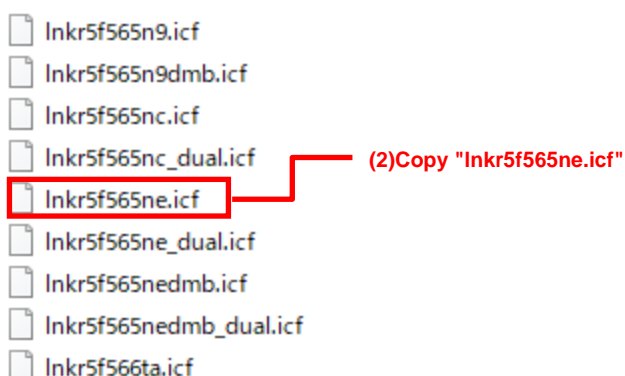 lnkr5f565n9.icf
lnkr5f565n9dmb.icf
lnkr5f565nc.icf
lnkr5f565nc_dual.icf
(2)Copy "lnkr5f565ne.icf"
lnkr5f565ne.icf
lnkr5f565ne_dual.icf
lnkr5f565nedmb.icf
lnkr5f565nedmb_dual.icf
lnkr5f566ta.icf